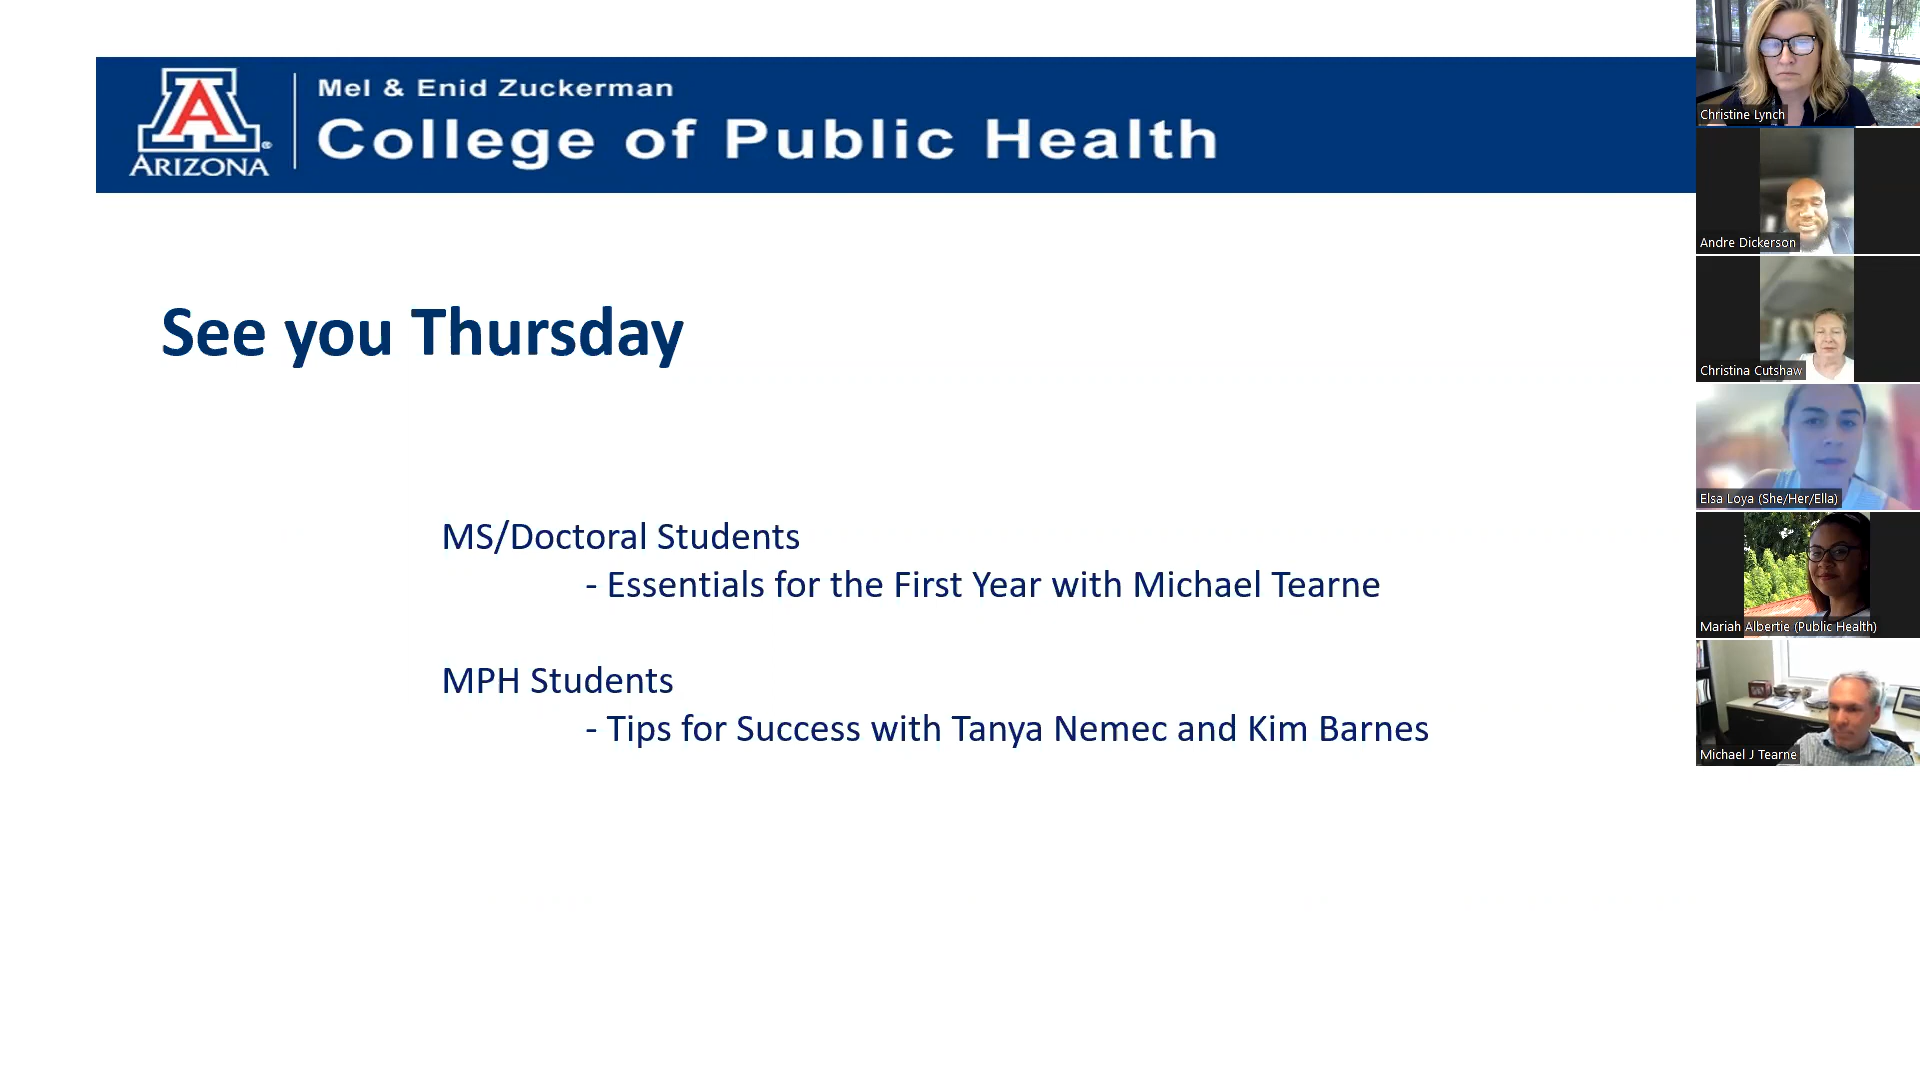 Mel & Enid Zuckerman
College of Public Health
A
ARIZONA®
See you Thursday
MS/Doctoral Students
- Essentials for the First Year with Michael Tearne
MPH Students
- Tips for Success with Tanya Nemec and Kim Barnes
Christine Lynch
Andre Dickerson
Christina Cutshaw
Elsa Loya (She/Her/Ella)
Mariah Albertie (Public Health)
Michael J Tearne